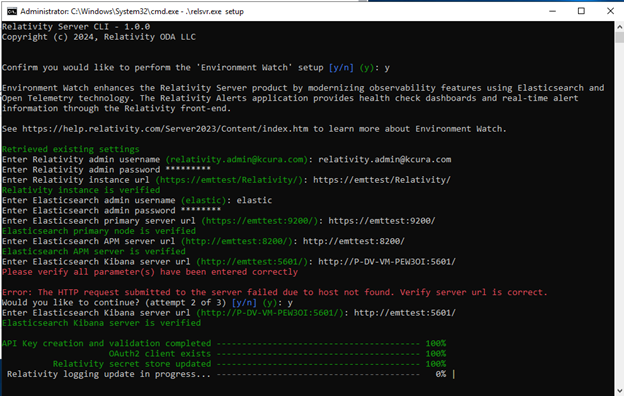 Administrator: C:\Windows\System32\cmd.exe - .\relsvr.exe setup
Relativity Server CLI - 1.0.0
Copyright (c) 2024, Relativity ODA LLC
Confirm you would like to perform the 'Environment Watch' setup [y/n] (y): y
Environment Watch enhances the Relativity Server product by modernizing observability features using Elasticsearch and
Open Telemetry technology. The Relativity Alerts application provides health check dashboards and real-time alert
information through the Relativity front-end.
See https://help.relativity.com/Server2023/Content/index.htm to learn more about Environment Watch.
Retrieved existing settings
Enter Relativity admin username (relativity.admin@kcura.com): relativity.admin@kcura.com
Enter Relativity admin password *********
Enter Relativity instance url (https://emttest/Relativity/): https://emttest/Relativity/
Relativity instance is verified
Enter Elasticsearch admin username (elastic): elastic
Enter Elasticsearch admin password ********
Enter Elasticsearch primary server url (https://emttest:9200/): https://emttest:9200/
Elasticsearch primary node is verified
Enter Elasticsearch APM server url (http://emttest:8200/): http://emttest:8200/
Elasticsearch APM server is verified
Enter Elasticsearch Kibana server url (http://emttest:5601/): http://P-DV-VM-PEW3OI:5601/
Please verify all parameter(s) have been entered correctly
Error: The HTTP request submitted to the server failed due to host not found. Verify server url is correct.
Would you like to continue? (attempt 2 of 3) [y/n] (y): y
Enter Elasticsearch Kibana server url (http://P-DV-VM-PEW3OI:5601/): http://emttest:5601/
Elasticsearch Kibana server is verified
API Key creation and validation completed ---------------------------------------- 100%
OAuth2 client exists ---------------------------------------- 100%
Relativity secret store updated ---------------------------------------- 100%
Relativity logging update in progress... ---------------------------------------- 0% |